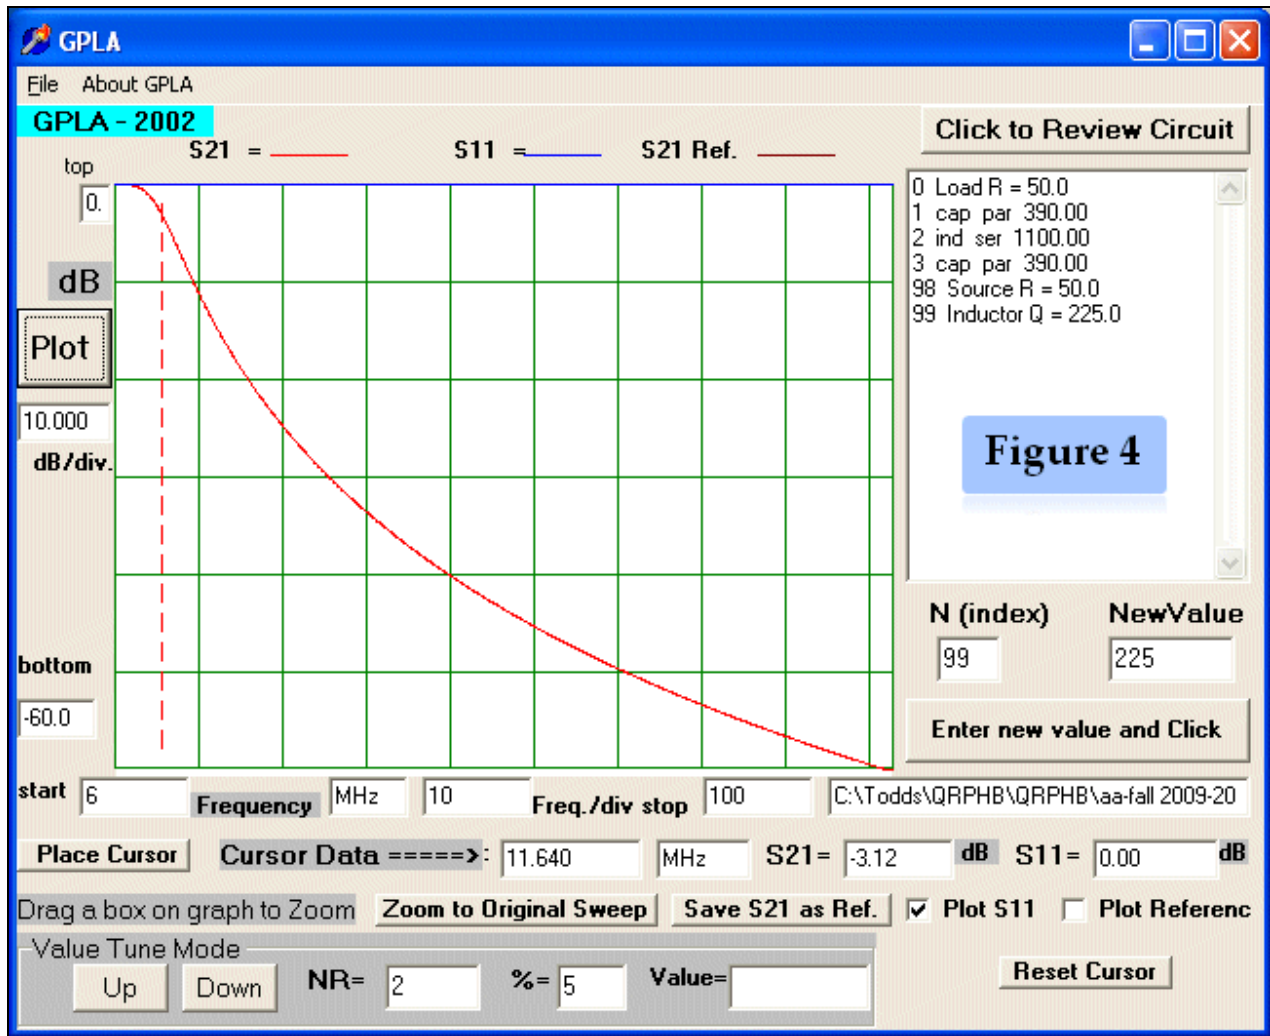 GPLA
File About GPLA
GPLA - 2002
Click to Review Circuit
S21 =
S11 =
S21 Ref.
top
0.
dB
Plot
10.000
dB/div.
bottom
-60.0
0 Load R = 50.0
1 cap par 390.00
2 ind ser 1100.00
3 cap par 390.00
98 Source R = 50.0
99 Inductor Q = 225.0
Figure 4
N (index) NewValue
99 225
Enter new value and Click
start 6 Frequency MHz 10 Freq./div stop 100 C:\Todds\QRPHB\QRPHB\aa-fall 2009-20
Place Cursor Cursor Data =====>: 11.640 MHz S21= -3.12 dB S11= 0.00 dB
Drag a box on graph to Zoom Zoom to Original Sweep Save S21 as Ref. Plot S11 Plot Referenc
Value Tune Mode
Up Down NR= 2 %= 5 Value=
Reset Cursor